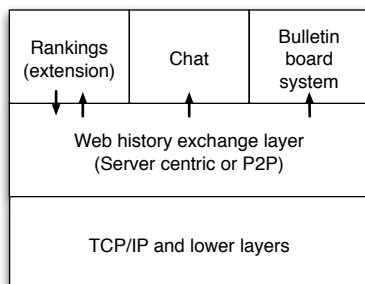 Rankings
(extension)
Chat
Bulletin
board
system
Web history exchange layer
(Server centric or P2P)
TCP/IP and lower layers